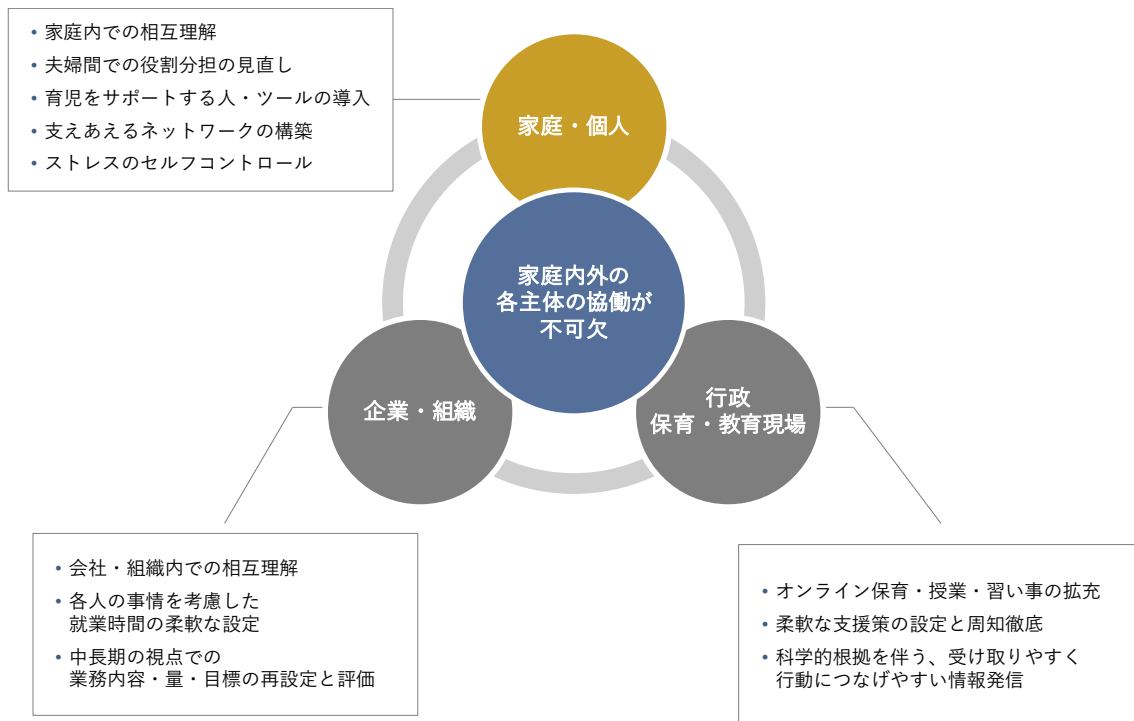 • 家庭内での相互理解
• 夫婦間での役割分担の見直し
• 育児をサポートする人・ツールの導入
• 支えあえるネットワークの構築
• ストレスのセルフコントロール
家庭・個人
家庭内外の
各主体の協働が
不可欠
企業・組織
行政
保育・教育現場
• 会社・組織内での相互理解
• 各人の事情を考慮した
就業時間の柔軟な設定
• 中長期の視点での
業務内容・量・目標の再設定と評価
• オンライン保育・授業・習い事の拡充
• 柔軟な支援策の設定と周知徹底
• 科学的根拠を伴う、受け取りやすく
行動につなげやすい情報発信